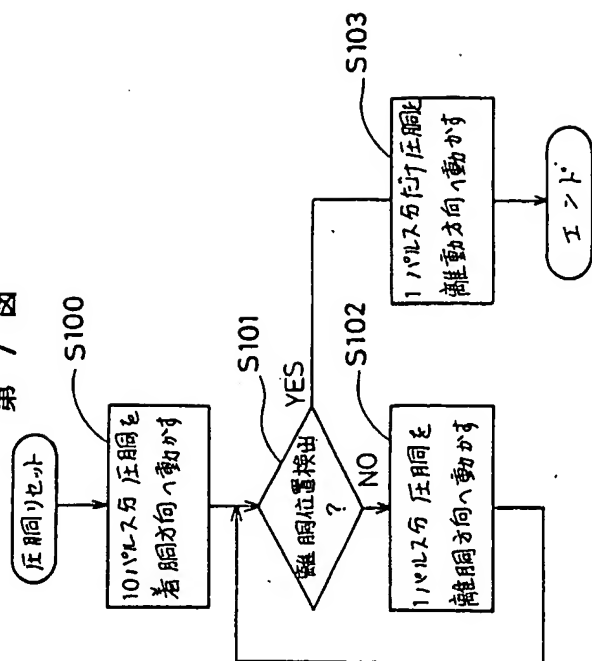 第 7 図
圧胴リセット
S100
10パルス分 圧胴を
着胴方向へ動かす
S101
離胴位置検出
?
YES
NO
S102
1パルス分 圧胴を
離胴方向へ動かす
S103
1パルス分だけ圧胴を
離動方向へ動かす
エンド